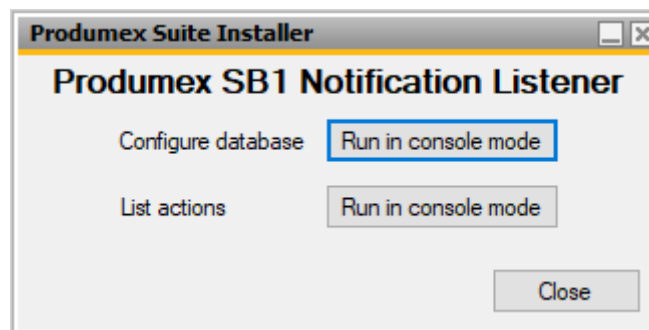 Produmex Suite Installer
Produmex SB1 Notification Listener
Configure database Run in console mode
List actions Run in console mode
Close